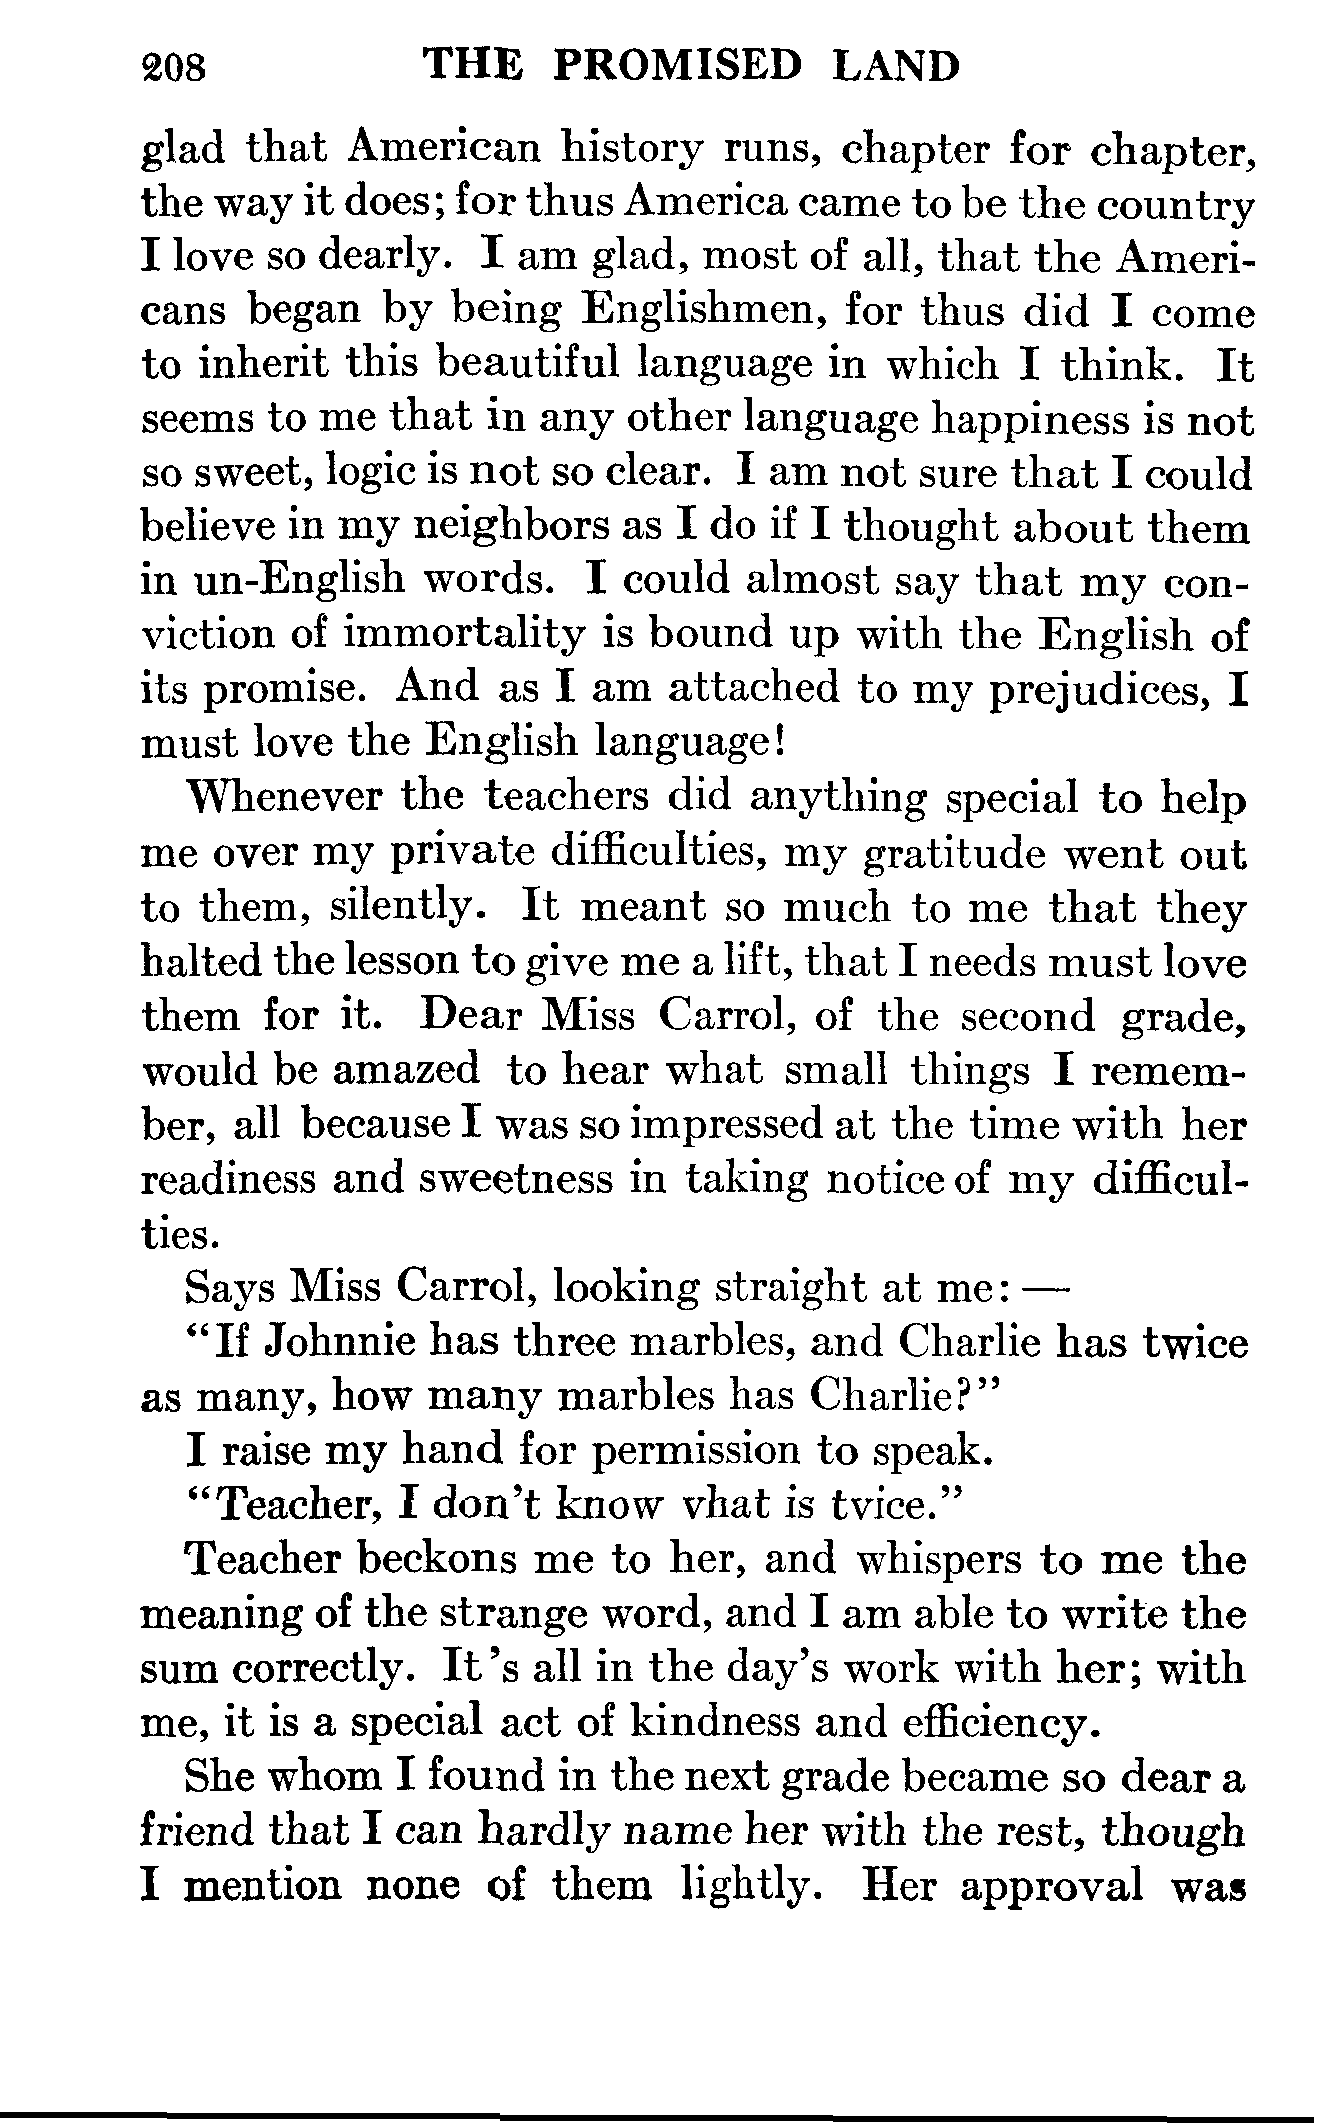 208 THE PROMISED LAND
glad that American history runs, chapter for chapter,
the way it does; for thus America came to be the country
I love so dearly. I am glad, most of all, that the Ameri-
cans began by being Englishmen, for thus did I come
to inherit this beautiful language in which I think. It
seems to me that in any other language happiness is not
so sweet, logic is not so clear. I am not sure that I could
believe in my neighbors as I do if I thought about them
in un-English words. I could almost say that my con-
viction of immortality is bound up with the English of
its promise. And as I am attached to my prejudices, I
must love the English language!
Whenever the teachers did anything special to help
me over my private difficulties, my gratitude went out
to them, silently. It meant so much to me that they
halted the lesson to give me a lift, that I needs must love
them for it. Dear Miss Carrol, of the second grade,
would be amazed to hear what small things I remem-
ber, all because I was so impressed at the time with her
readiness and sweetness in taking notice of my difficul-
ties.
Says Miss Carrol, looking straight at me: —
“If Johnnie has three marbles, and Charlie has twice
as many, how many marbles has Charlie?”
I raise my hand for permission to speak.
“Teacher, I don’t know vhat is tvice.”
Teacher beckons me to her, and whispers to me the
meaning of the strange word, and I am able to write the
sum correctly. It ’s all in the day’s work with her; with
me, it is a special act of kindness and efficiency.
She whom I found in the next grade became so dear a
friend that I can hardly name her with the rest, though
I mention none of them lightly. Her approval was